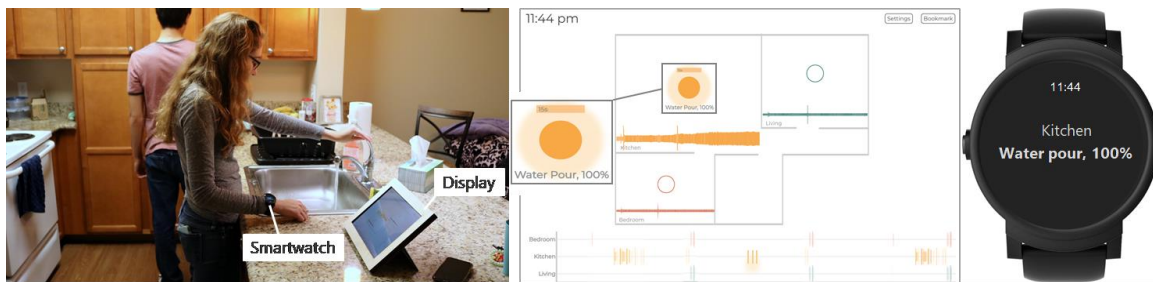 Display
Smartwatch
11:44 pm
Settings
Bookmark
15s
Water Pour, 100%
Water Pour, 100%
Kitchen
Living
Bedroom
Bedroom
Kitchen
Living
11:44
Kitchen
Water pour, 100%